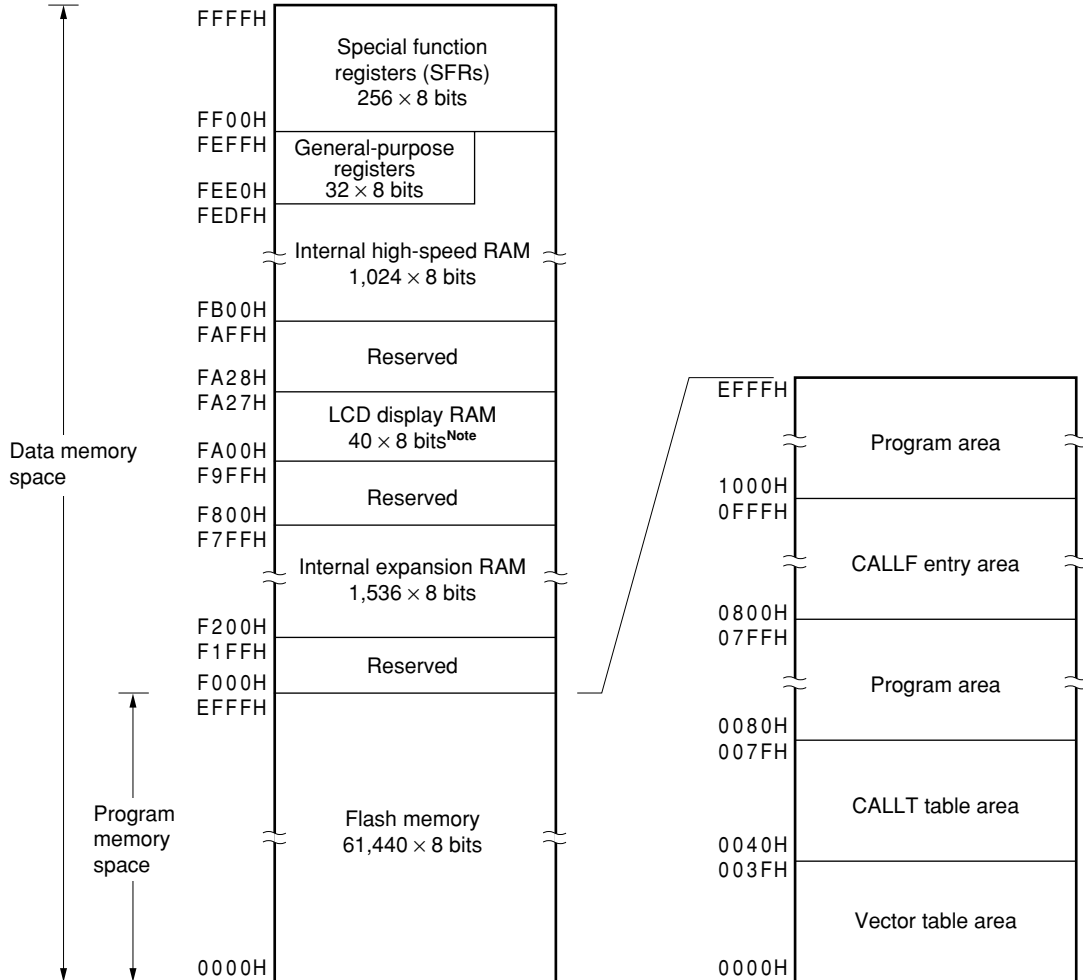 FFFFH
Special function
registers (SFRs)
256 × 8 bits
FF00H
FEFFH
General-purpose
registers
32 × 8 bits
FEE0H
FEDFH
Internal high-speed RAM
1,024 × 8 bits
FB00H
FAFFH
Reserved
FA28H
FA27H
LCD display RAM
40 × 8 bitsNote
FA00H
F9FFH
Reserved
F800H
F7FFH
Internal expansion RAM
1,536 × 8 bits
F200H
F1FFH
Reserved
F000H
EFFFH
Flash memory
61,440 × 8 bits
0000H
Data memory
space
Program
memory
space
EFFFH
Program area
1000H
0FFFH
CALLF entry area
0800H
07FFH
Program area
0080H
007FH
CALLT table area
0040H
003FH
Vector table area
0000H